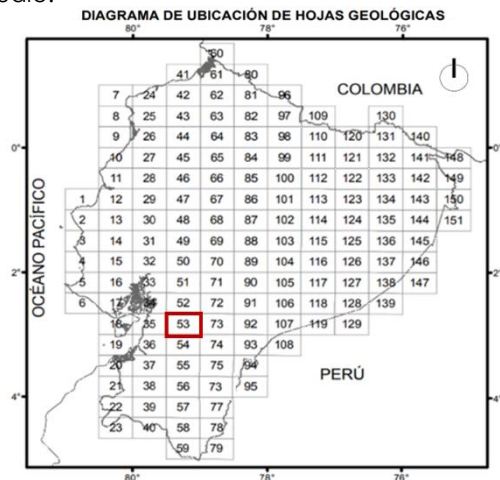 DIAGRAMA DE UBICACIÓN DE HOJAS GEOLÓGICAS
80° 78° 76°
60
41 61 80
COLOMBIA
7 24 42 62 81 96
8 25 43 63 82 97 109 130
9 26 44 64 83 98 110 120 131 140
0° 10 27 45 65 84 99 111 121 132 141 148 0°
11 28 46 66 85 100 112 122 133 142 149
12 29 47 67 86 101 113 123 134 143 150
2 13 30 48 68 87 102 114 124 135 144 151
3 14 31 49 69 88 103 115 125 136 145
OCÉANO PACÍFICO
4 15 32 50 70 89 104 116 126 137 146
2° 5 16 33 51 71 90 105 117 127 138 147 2°
6 17 34 52 72 91 106 118 128 139
18 35 53 73 92 107 119 129
19 36 54 74 93 108
20 37 55 75 94
PERÚ
21 38 56 73 95
4° 22 39 57 77 4°
23 40 58 78
59 79
80° 78° 76°